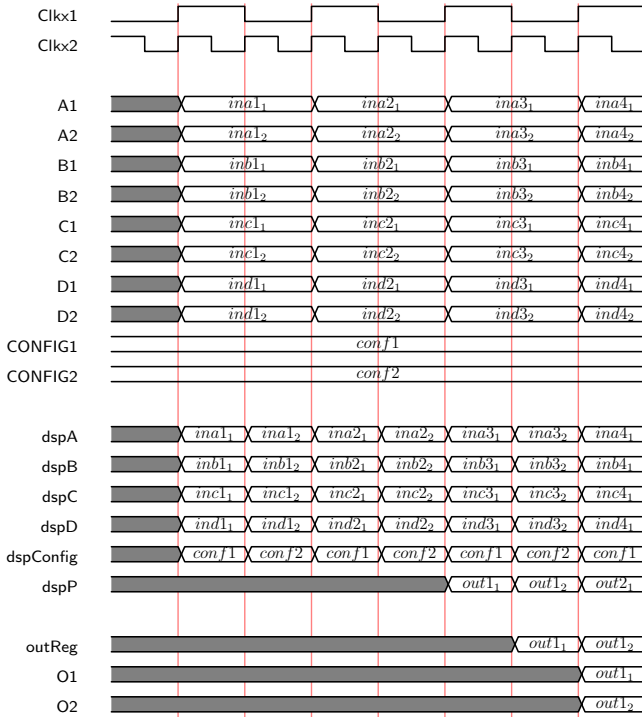 Clkx1
Clkx2
A1 ina1₁ ina2₁ ina3₁ ina4₁
A2 ina1₂ ina2₂ ina3₂ ina4₂
B1 inb1₁ inb2₁ inb3₁ inb4₁
B2 inb1₂ inb2₂ inb3₂ inb4₂
C1 inc1₁ inc2₁ inc3₁ inc4₁
C2 inc1₂ inc2₂ inc3₂ inc4₂
D1 ind1₁ ind2₁ ind3₁ ind4₁
D2 ind1₂ ind2₂ ind3₂ ind4₂
CONFIG1 conf1
CONFIG2 conf2
dspA ina1₁ ina1₂ ina2₁ ina2₂ ina3₁ ina3₂ ina4₁
dspB inb1₁ inb1₂ inb2₁ inb2₂ inb3₁ inb3₂ inb4₁
dspC inc1₁ inc1₂ inc2₁ inc2₂ inc3₁ inc3₂ inc4₁
dspD ind1₁ ind1₂ ind2₁ ind2₂ ind3₁ ind3₂ ind4₁
dspConfig conf1 conf2 conf1 conf2 conf1 conf2 conf1
dspP out1₁ out1₂ out2₁
outReg out1₁ out1₂
O1 out1₁
O2 out1₂